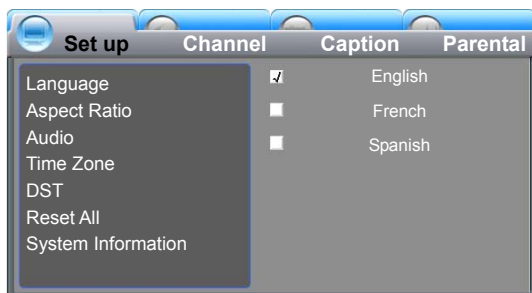 Set up Channel Caption Parental
Language
Aspect Ratio
Audio
Time Zone
DST
Reset All
System Information
English
French
Spanish